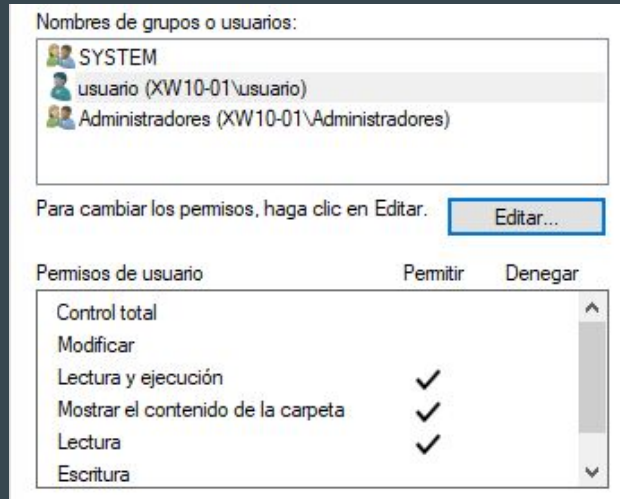 Nombres de grupos o usuarios:
SYSTEM
usuario (XW10-01\usuario)
Administradores (XW10-01\Administradores)
Para cambiar los permisos, haga clic en Editar.
Editar...
Permisos de usuario Permitir Denegar
Control total
Modificar
Lectura y ejecución
Mostrar el contenido de la carpeta
Lectura
Escritura